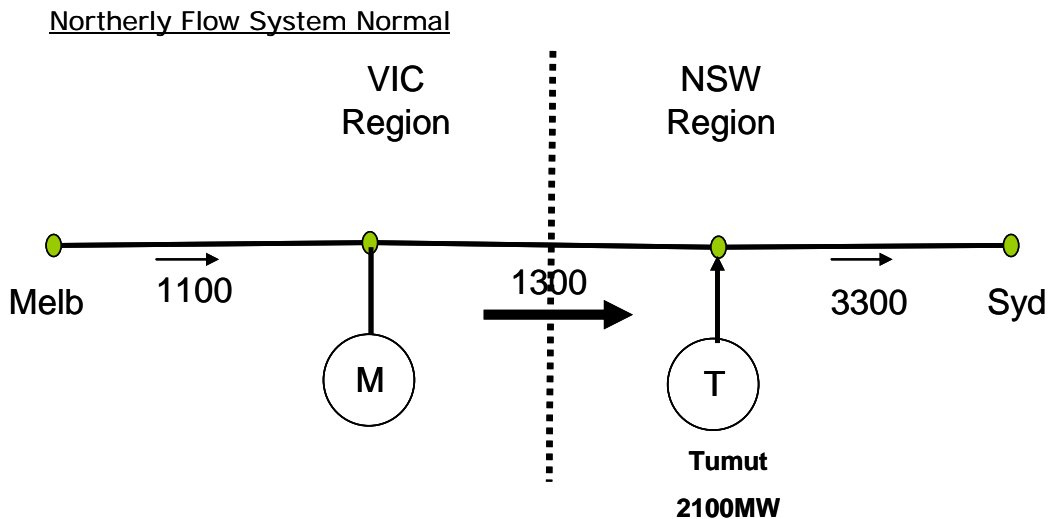 Northerly Flow System Normal
VIC
Region
NSW
Region
Melb
1100
1300
3300
Syd
M
T
Tumut
2100MW